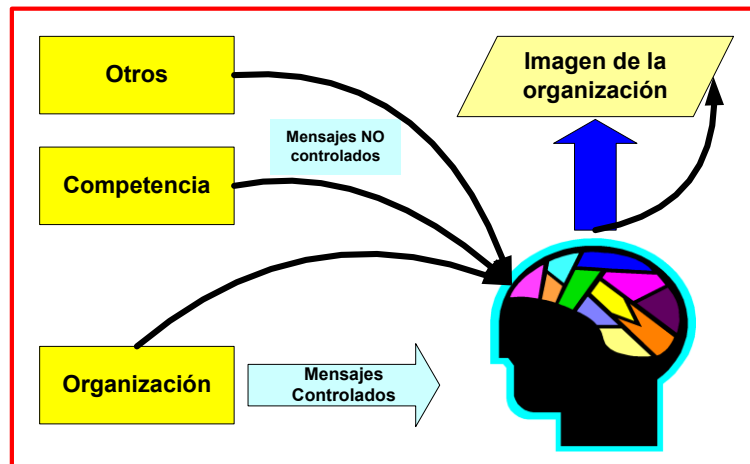 Otros
Mensajes NO
controlados
Competencia
Organización
Mensajes
Controlados
Imagen de la
organización